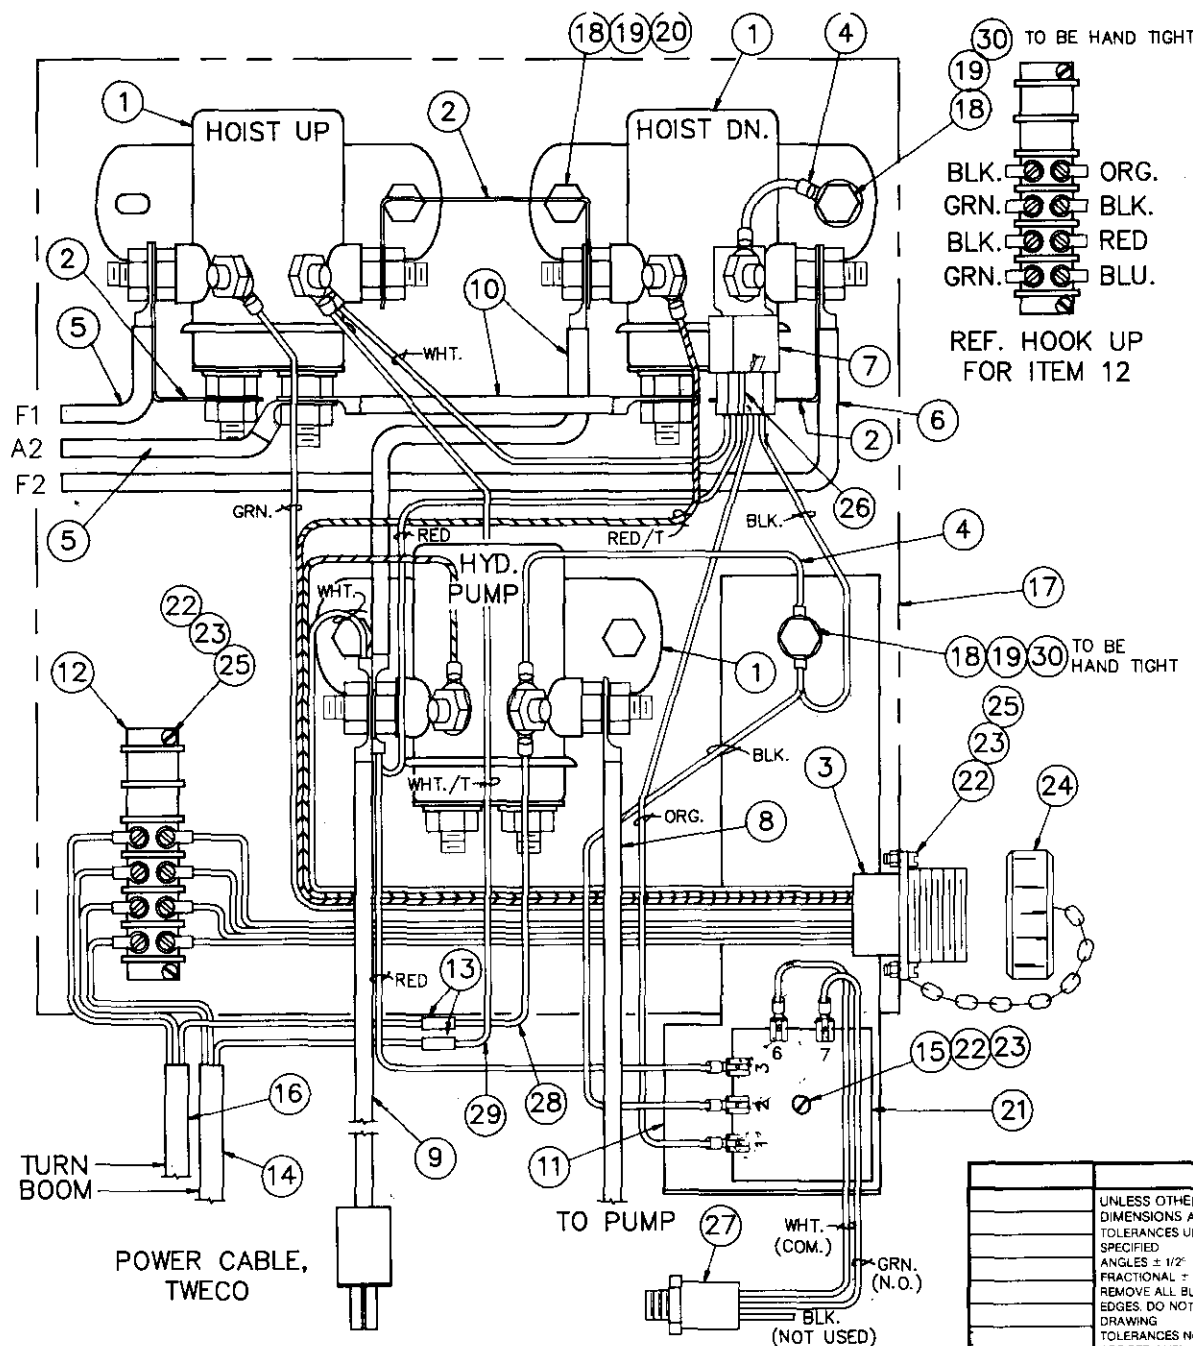 18 19 20
1
4
30 TO BE HAND TIGHT
19
18
1
HOIST UP
2
HOIST DN.
BLK. ORG.
GRN. BLK.
BLK. RED
GRN. BLU.
REF. HOOK UP
FOR ITEM 12
2
10
5
WHT.
7
F1
6
A2
2
F2
5
GRN.
RED
RED/T
BLK.
26
4
HYD.
PUMP
WHT.
17
22
23
25
12
1
18 19 30 TO BE
HAND TIGHT
25
23
22
BLK.
3
24
WHT./T
ORG.
8
RED
13
6
7
3
2
1
15 22 23
16
29
28
21
9
11
14
TURN
BOOM
TO PUMP
POWER CABLE,
TWECO
27
WHT.
(COM.)
GRN.
(N.O.)
BLK.
(NOT USED)
UNLESS OTHE
DIMENSIONS A
TOLERANCES U
SPECIFIED
ANGLES ± 1/2°
FRACTIONAL ±
REMOVE ALL BU
EDGES. DO NOT
DRAWING
TOLERANCES N